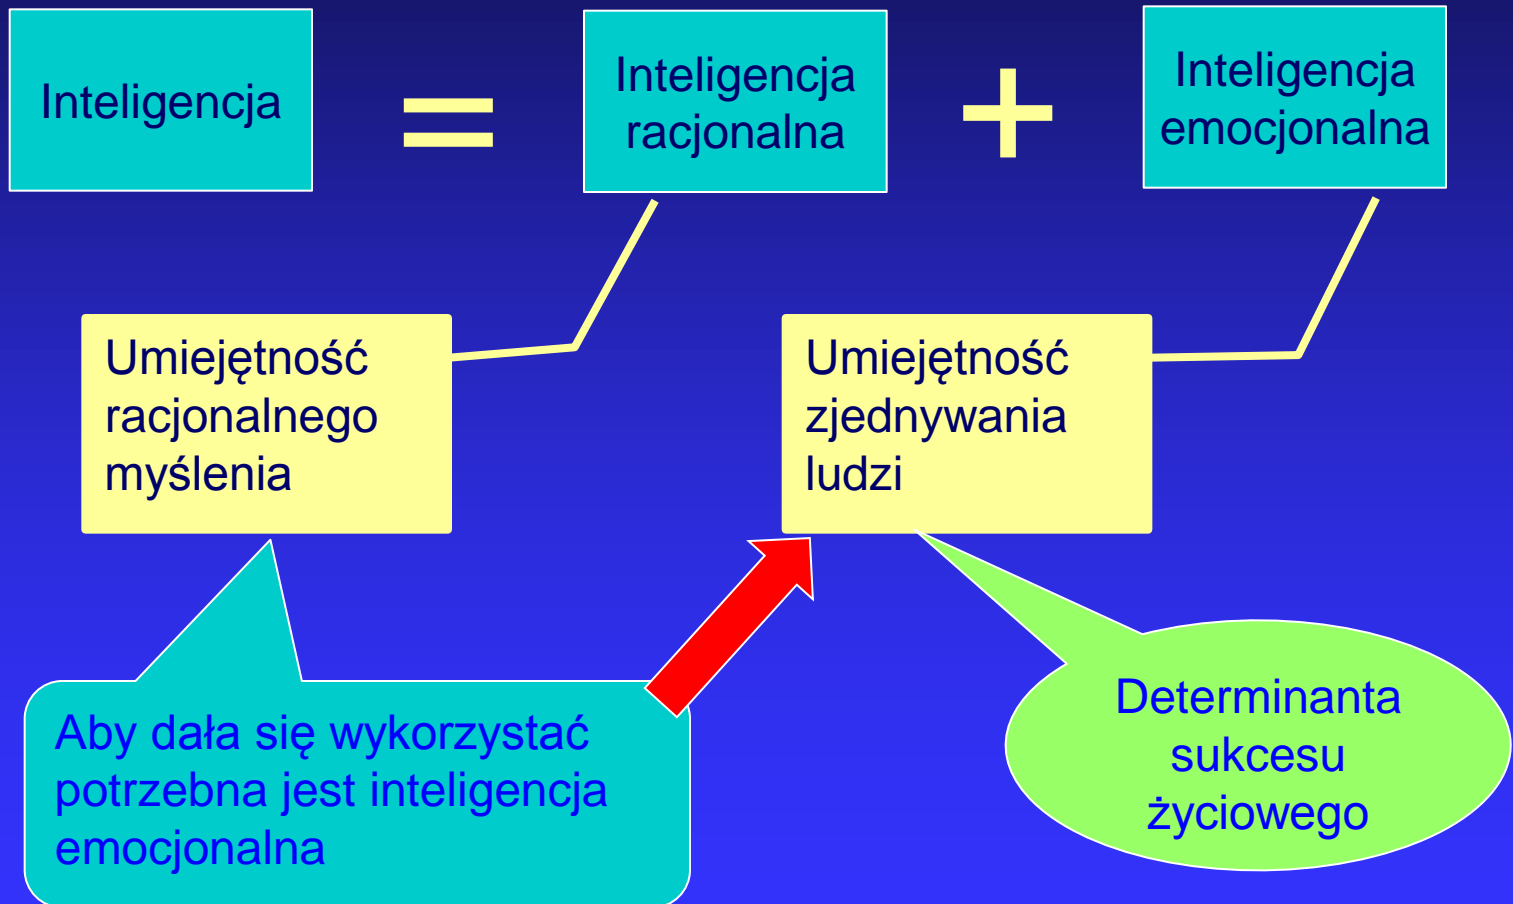 Inteligencja
=
Inteligencja
racjonalna
+
Inteligencja
emocjonalna
Umiejętność
racjonalnego
myślenia
Umiejętność
zjednywania
ludzi
Aby dała się wykorzystać
potrzebna jest inteligencja
emocjonalna
Determinanta
sukcesu
życiowego